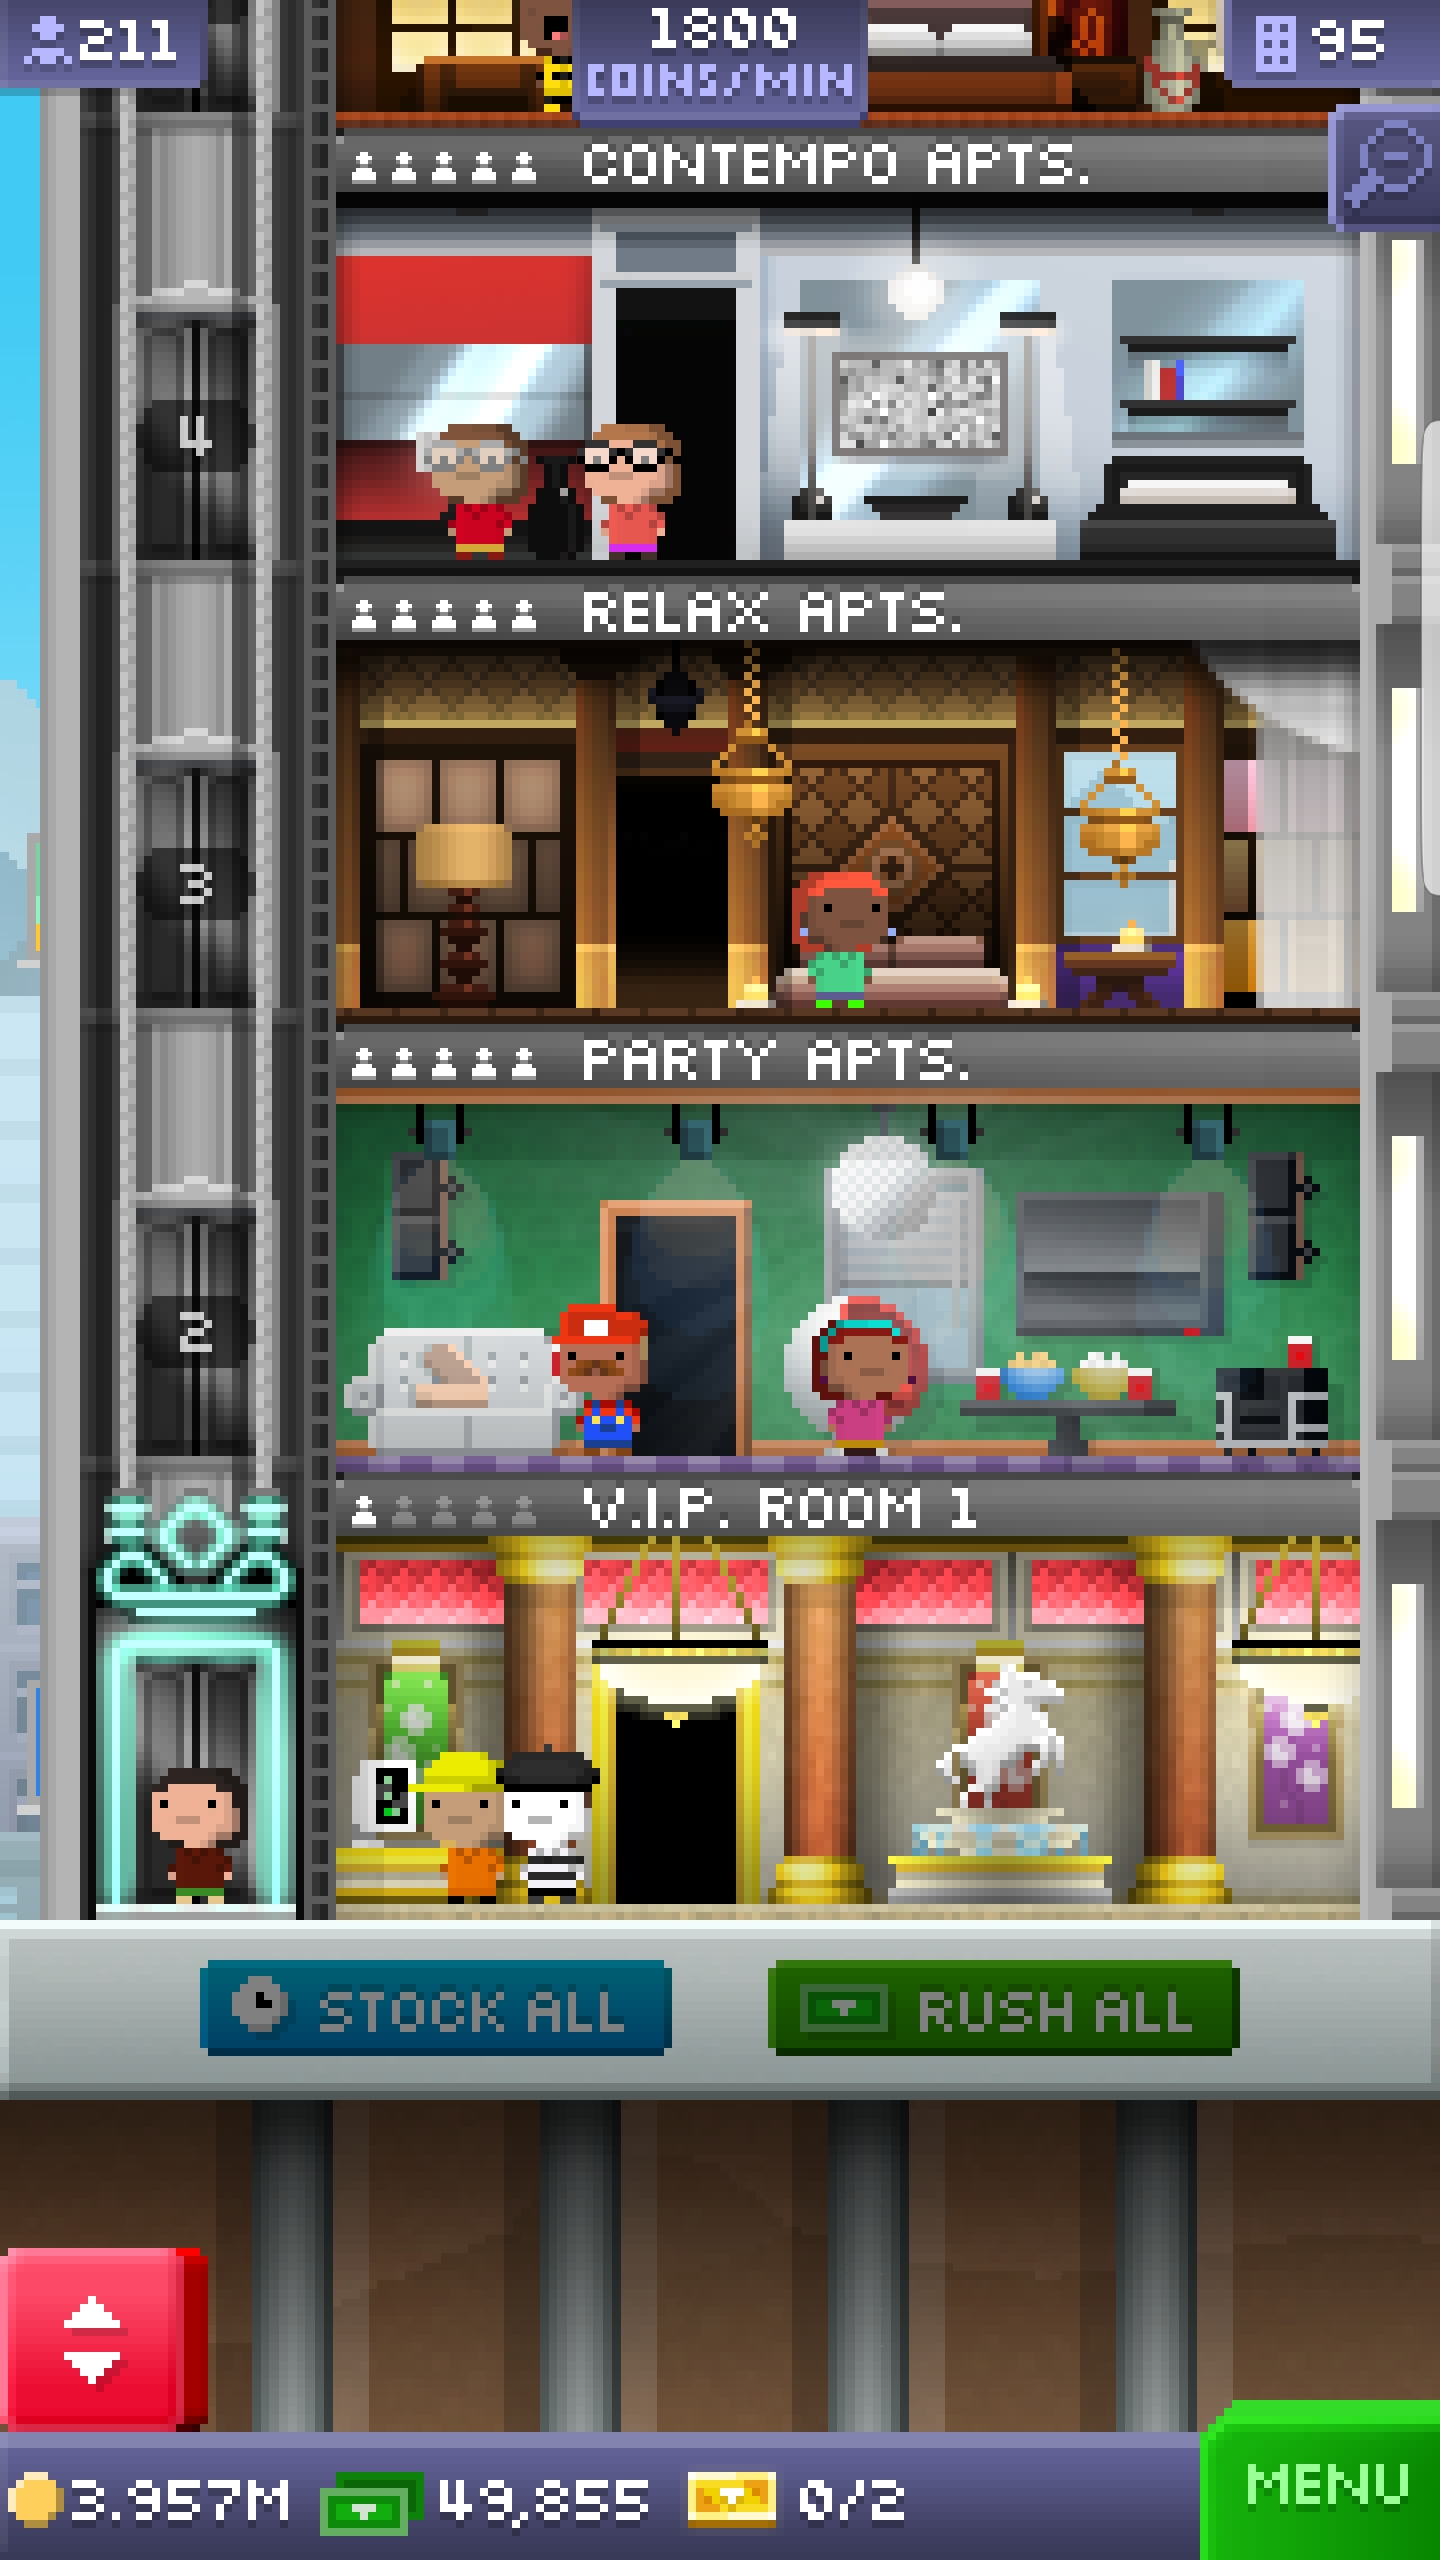 211
1800
COINS/MIN
95
CONTEMPO APTS.
4
RELAX APTS.
3
PARTY APTS.
2
V.I.P. ROOM 1
STOCK ALL
RUSH ALL
3.957M
49,855
0/2
MENU